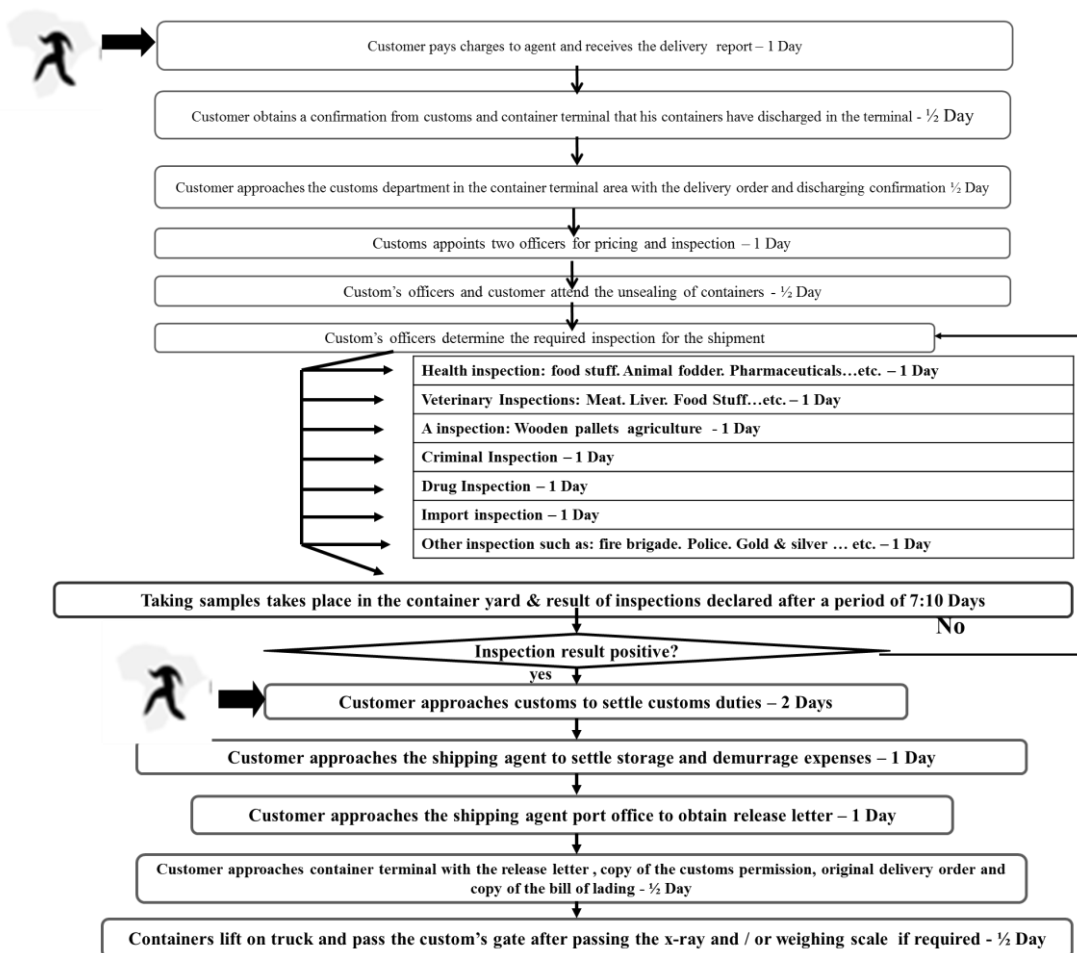 Customer pays charges to agent and receives the delivery report – 1 Day
Customer obtains a confirmation from customs and container terminal that his containers have discharged in the terminal - ½ Day
Customer approaches the customs department in the container terminal area with the delivery order and discharging confirmation ½ Day
Customs appoints two officers for pricing and inspection – 1 Day
Custom's officers and customer attend the unsealing of containers - ½ Day
Custom's officers determine the required inspection for the shipment
Health inspection: food stuff. Animal fodder. Pharmaceuticals…etc. – 1 Day
Veterinary Inspections: Meat. Liver. Food Stuff…etc. – 1 Day
A inspection: Wooden pallets agriculture - 1 Day
Criminal Inspection – 1 Day
Drug Inspection – 1 Day
Import inspection – 1 Day
Other inspection such as: fire brigade. Police. Gold & silver … etc. – 1 Day
Taking samples takes place in the container yard & result of inspections declared after a period of 7:10 Days
No
Inspection result positive?
yes
Customer approaches customs to settle customs duties – 2 Days
Customer approaches the shipping agent to settle storage and demurrage expenses – 1 Day
Customer approaches the shipping agent port office to obtain release letter – 1 Day
Customer approaches container terminal with the release letter , copy of the customs permission, original delivery order and
copy of the bill of lading - ½ Day
Containers lift on truck and pass the custom's gate after passing the x-ray and / or weighing scale if required - ½ Day